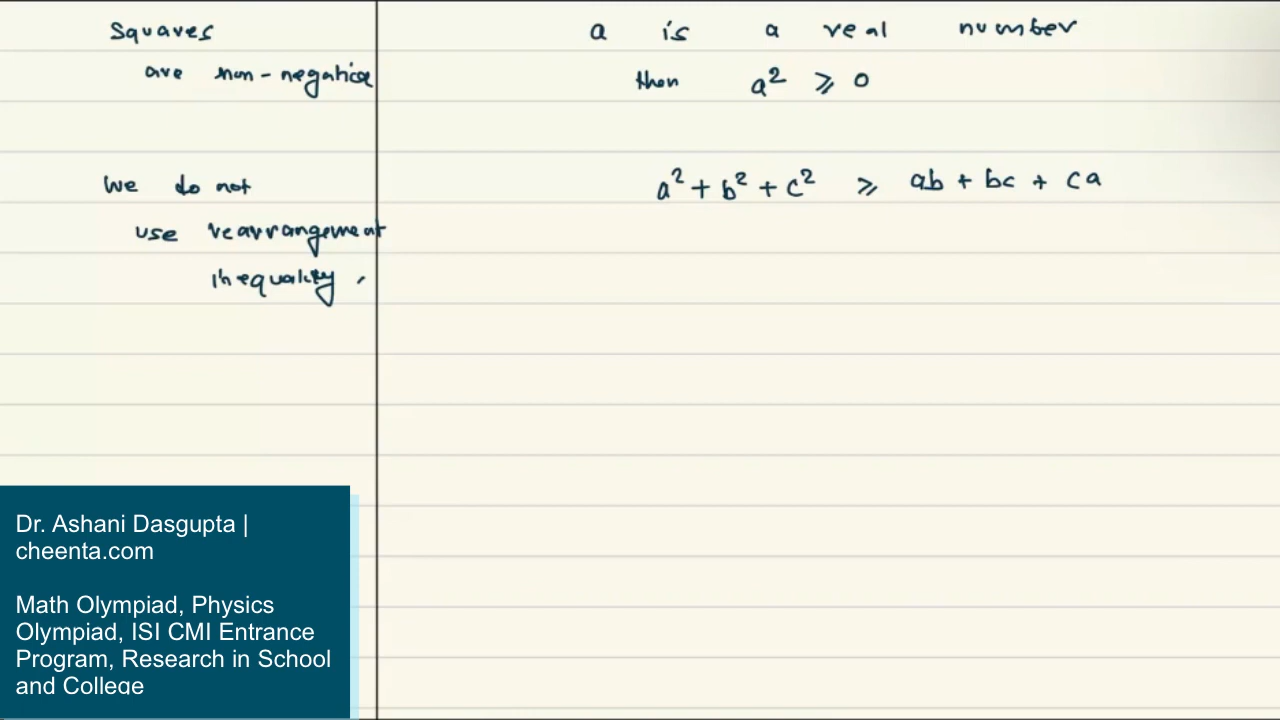 Squares
are non-negative
a is a real number
then a² ⩾ 0
We do not
use rearrangement
inequality.
a² + b² + c² ⩾ ab + bc + ca
Dr. Ashani Dasgupta |
cheenta.com
Math Olympiad, Physics
Olympiad, ISI CMI Entrance
Program, Research in School
and College